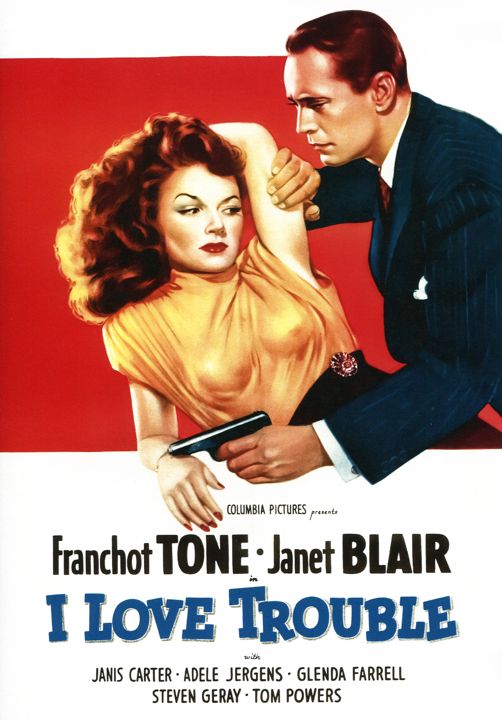 COLUMBIA PICTURES presents
Franchot TONE · Janet BLAIR
in
I LOVE TROUBLE
with
JANIS CARTER · ADELE JERGENS · GLENDA FARRELL
STEVEN GERAY · TOM POWERS